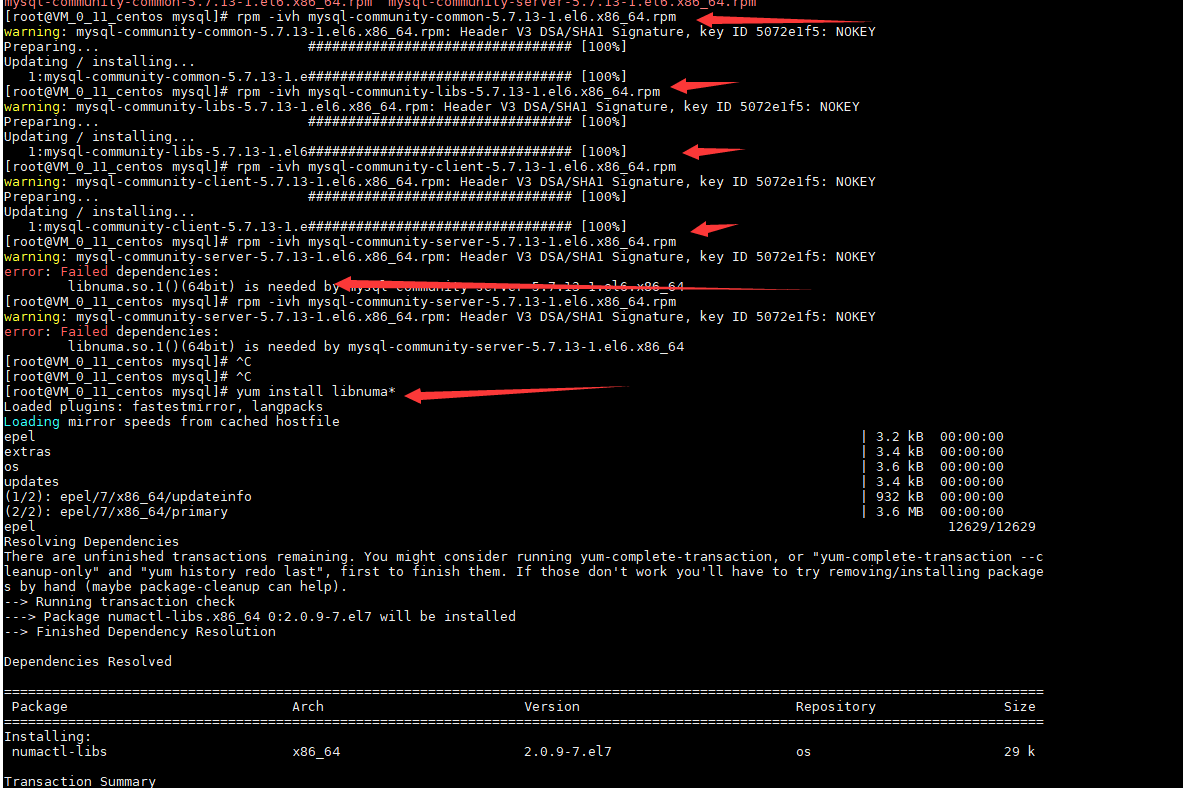 mysql-community-common-5.7.13-1.el6.x86_64.rpm  mysql-community-server-5.7.13-1.el6.x86_64.rpm
[root@VM_0_11_centos mysql]# rpm -ivh mysql-community-common-5.7.13-1.el6.x86_64.rpm
warning: mysql-community-common-5.7.13-1.el6.x86_64.rpm: Header V3 DSA/SHA1 Signature, key ID 5072e1f5: NOKEY
Preparing...                          ################################# [100%]
Updating / installing...
   1:mysql-community-common-5.7.13-1.e################################# [100%]
[root@VM_0_11_centos mysql]# rpm -ivh mysql-community-libs-5.7.13-1.el6.x86_64.rpm
warning: mysql-community-libs-5.7.13-1.el6.x86_64.rpm: Header V3 DSA/SHA1 Signature, key ID 5072e1f5: NOKEY
Preparing...                          ################################# [100%]
Updating / installing...
   1:mysql-community-libs-5.7.13-1.el6################################# [100%]
[root@VM_0_11_centos mysql]# rpm -ivh mysql-community-client-5.7.13-1.el6.x86_64.rpm
warning: mysql-community-client-5.7.13-1.el6.x86_64.rpm: Header V3 DSA/SHA1 Signature, key ID 5072e1f5: NOKEY
Preparing...                          ################################# [100%]
Updating / installing...
   1:mysql-community-client-5.7.13-1.e################################# [100%]
[root@VM_0_11_centos mysql]# rpm -ivh mysql-community-server-5.7.13-1.el6.x86_64.rpm
warning: mysql-community-server-5.7.13-1.el6.x86_64.rpm: Header V3 DSA/SHA1 Signature, key ID 5072e1f5: NOKEY
error: Failed dependencies:
        libnuma.so.1()(64bit) is needed by mysql-community-server-5.7.13-1.el6.x86_64
[root@VM_0_11_centos mysql]# rpm -ivh mysql-community-server-5.7.13-1.el6.x86_64.rpm
warning: mysql-community-server-5.7.13-1.el6.x86_64.rpm: Header V3 DSA/SHA1 Signature, key ID 5072e1f5: NOKEY
error: Failed dependencies:
        libnuma.so.1()(64bit) is needed by mysql-community-server-5.7.13-1.el6.x86_64
[root@VM_0_11_centos mysql]# ^C
[root@VM_0_11_centos mysql]# ^C
[root@VM_0_11_centos mysql]# yum install libnuma*
Loaded plugins: fastestmirror, langpacks
Loading mirror speeds from cached hostfile
epel | 3.2 kB  00:00:00
extras | 3.4 kB  00:00:00
os | 3.6 kB  00:00:00
updates | 3.4 kB  00:00:00
(1/2): epel/7/x86_64/updateinfo | 932 kB  00:00:00
(2/2): epel/7/x86_64/primary | 3.6 MB  00:00:00
epel 12629/12629
Resolving Dependencies
There are unfinished transactions remaining. You might consider running yum-complete-transaction, or "yum-complete-transaction --c
leanup-only" and "yum history redo last", first to finish them. If those don't work you'll have to try removing/installing package
s by hand (maybe package-cleanup can help).
--> Running transaction check
---> Package numactl-libs.x86_64 0:2.0.9-7.el7 will be installed
--> Finished Dependency Resolution
Dependencies Resolved
Package Arch Version Repository Size
Installing:
numactl-libs x86_64 2.0.9-7.el7 os 29 k
Transaction Summary